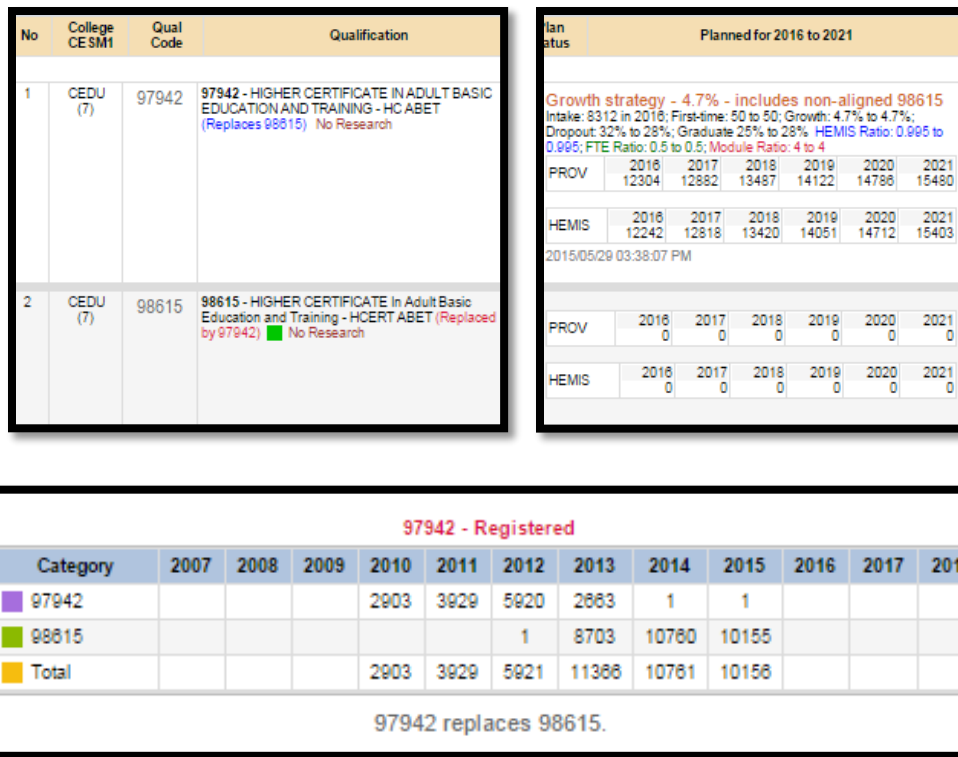 No College CESM1 Qual Code Qualification
1 CEDU (7) 97942 97942 - HIGHER CERTIFICATE IN ADULT BASIC
EDUCATION AND TRAINING - HC ABET
(Replaces 98615) No Research
2 CEDU (7) 98615 98615 - HIGHER CERTIFICATE In Adult Basic
Education and Training - HCERT ABET (Replaced
by 97942) No Research
lan atus Planned for 2016 to 2021
Growth strategy - 4.7% - includes non-aligned 98615
Intake: 8312 in 2016; First-time: 50 to 50; Growth: 4.7% to 4.7%;
Dropout: 32% to 28%; Graduate 25% to 28% HEMIS Ratio: 0.995 to
0.995; FTE Ratio: 0.5 to 0.5; Module Ratio: 4 to 4
PROV 2016 2017 2018 2019 2020 2021
12304 12882 13487 14122 14786 15480
HEMIS 2016 2017 2018 2019 2020 2021
12242 12818 13420 14051 14712 15403
2015/05/29 03:38:07 PM
PROV 2016 2017 2018 2019 2020 2021
0 0 0 0 0 0
HEMIS 2016 2017 2018 2019 2020 2021
0 0 0 0 0 0
97942 - Registered
Category 2007 2008 2009 2010 2011 2012 2013 2014 2015 2016 2017 201
97942 2903 3929 5920 2663 1 1
98615 1 8703 10760 10155
Total 2903 3929 5921 11366 10761 10156
97942 replaces 98615.